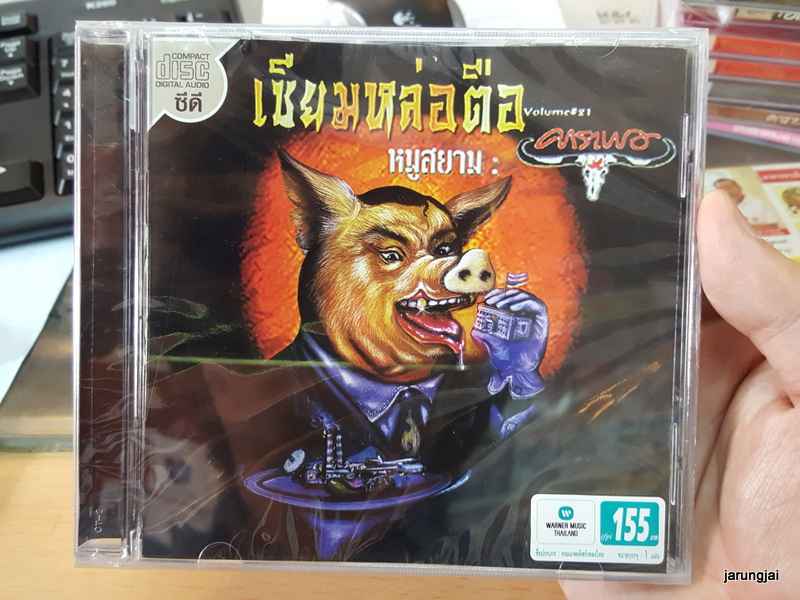 COMPACT
disc
DIGITAL AUDIO
ซีดี
เซียมหล่อตือ
Volume#21
คาราบาว
หมูสยาม :
W
WARNER MUSIC
THAILAND
155
jarungjai